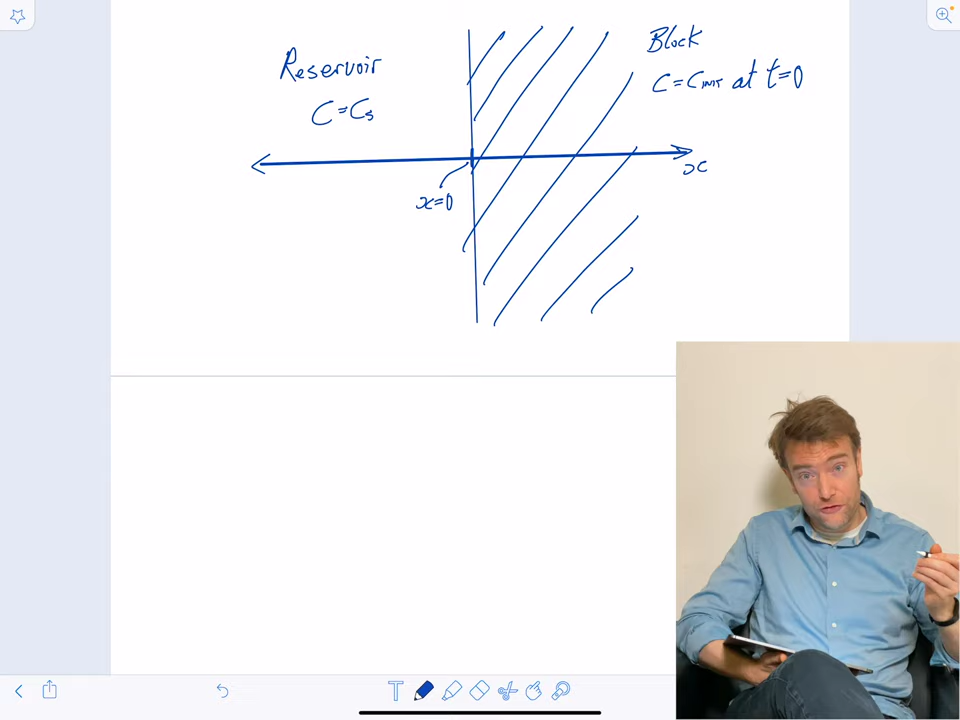 Reservoir
C=Cs
Block
C=CINIT at t=0
x=0
x
T